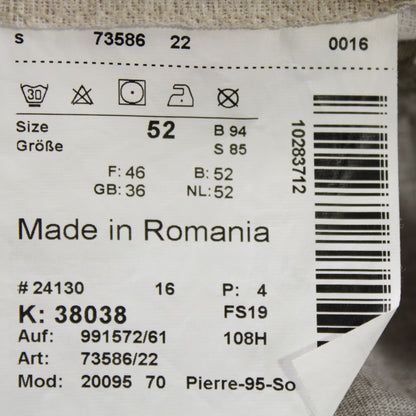 S 73586 22 0016
30
Size 52 B 94
Größe S 85
F: 46 B: 52
GB: 36 NL: 52
10283712
Made in Romania
# 24130 16 P: 4
K: 38038 FS19
Auf: 991572/61 108H
Art: 73586/22
Mod: 20095 70 Pierre-95-So